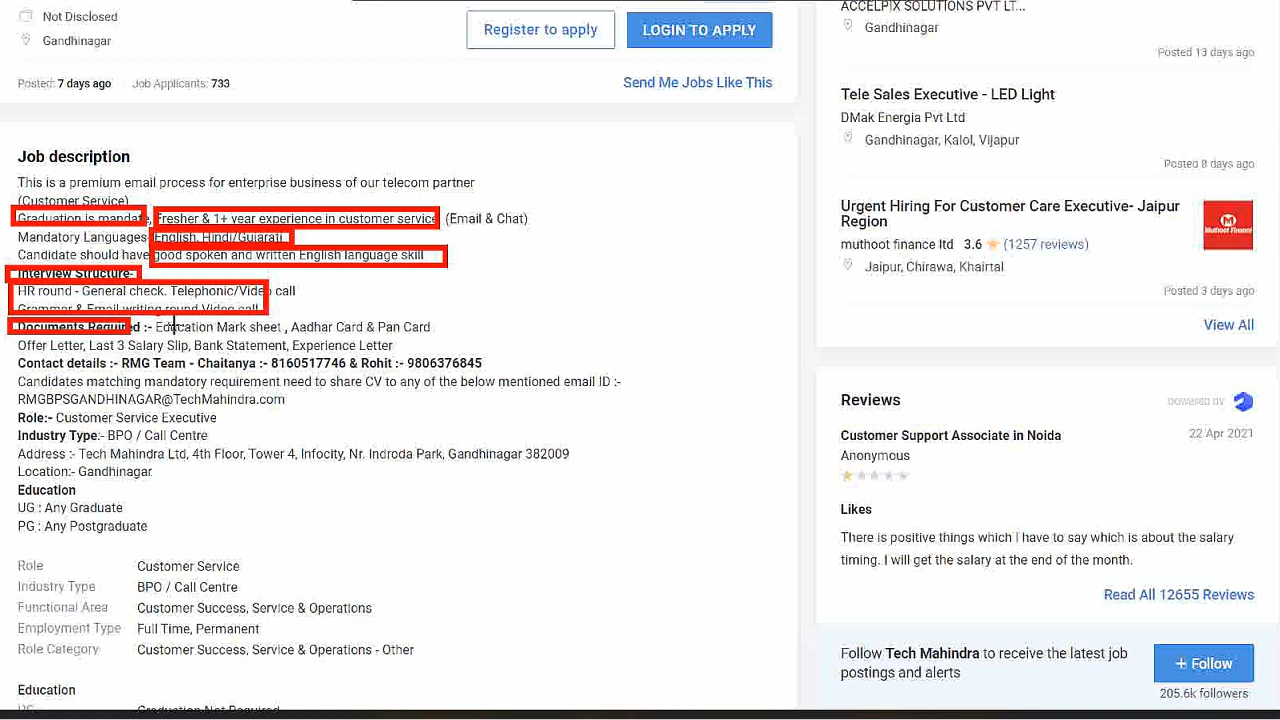 Not Disclosed
Gandhinagar
Register to apply
LOGIN TO APPLY
Posted: 7 days ago Job Applicants: 733
Send Me Jobs Like This
Job description
This is a premium email process for enterprise business of our telecom partner
(Customer Service)
Graduation is mandate, Fresher & 1+ year experience in customer service (Email & Chat)
Mandatory Languages- English, Hindi/Gujarati
Candidate should have good spoken and written English language skill
Interview Structure-
HR round - General check. Telephonic/Video call
Grammer & Email writing round Video call
Documents Required :- Education Mark sheet , Aadhar Card & Pan Card
Offer Letter, Last 3 Salary Slip, Bank Statement, Experience Letter
Contact details :- RMG Team - Chaitanya :- 8160517746 & Rohit :- 9806376845
Candidates matching mandatory requirement need to share CV to any of the below mentioned email ID :-
RMGBPSGANDHINAGAR@TechMahindra.com
Role:- Customer Service Executive
Industry Type:- BPO / Call Centre
Address :- Tech Mahindra Ltd, 4th Floor, Tower 4, Infocity, Nr. Indroda Park, Gandhinagar 382009
Location:- Gandhinagar
Education
UG : Any Graduate
PG : Any Postgraduate
Role Customer Service
Industry Type BPO / Call Centre
Functional Area Customer Success, Service & Operations
Employment Type Full Time, Permanent
Role Category Customer Success, Service & Operations - Other
Education
UG Graduation Not Required
ACCELPIX SOLUTIONS PVT LT...
Gandhinagar
Posted 13 days ago
Tele Sales Executive - LED Light
DMak Energia Pvt Ltd
Gandhinagar, Kalol, Vijapur
Posted 8 days ago
Urgent Hiring For Customer Care Executive- Jaipur
Region
muthoot finance ltd 3.6 (1257 reviews)
Muthoot Finance
Jaipur, Chirawa, Khairtal
Posted 3 days ago
View All
Reviews
powered by
Customer Support Associate in Noida
22 Apr 2021
Anonymous
Likes
There is positive things which I have to say which is about the salary
timing. I will get the salary at the end of the month.
Read All 12655 Reviews
Follow Tech Mahindra to receive the latest job
postings and alerts
+ Follow
205.6k followers